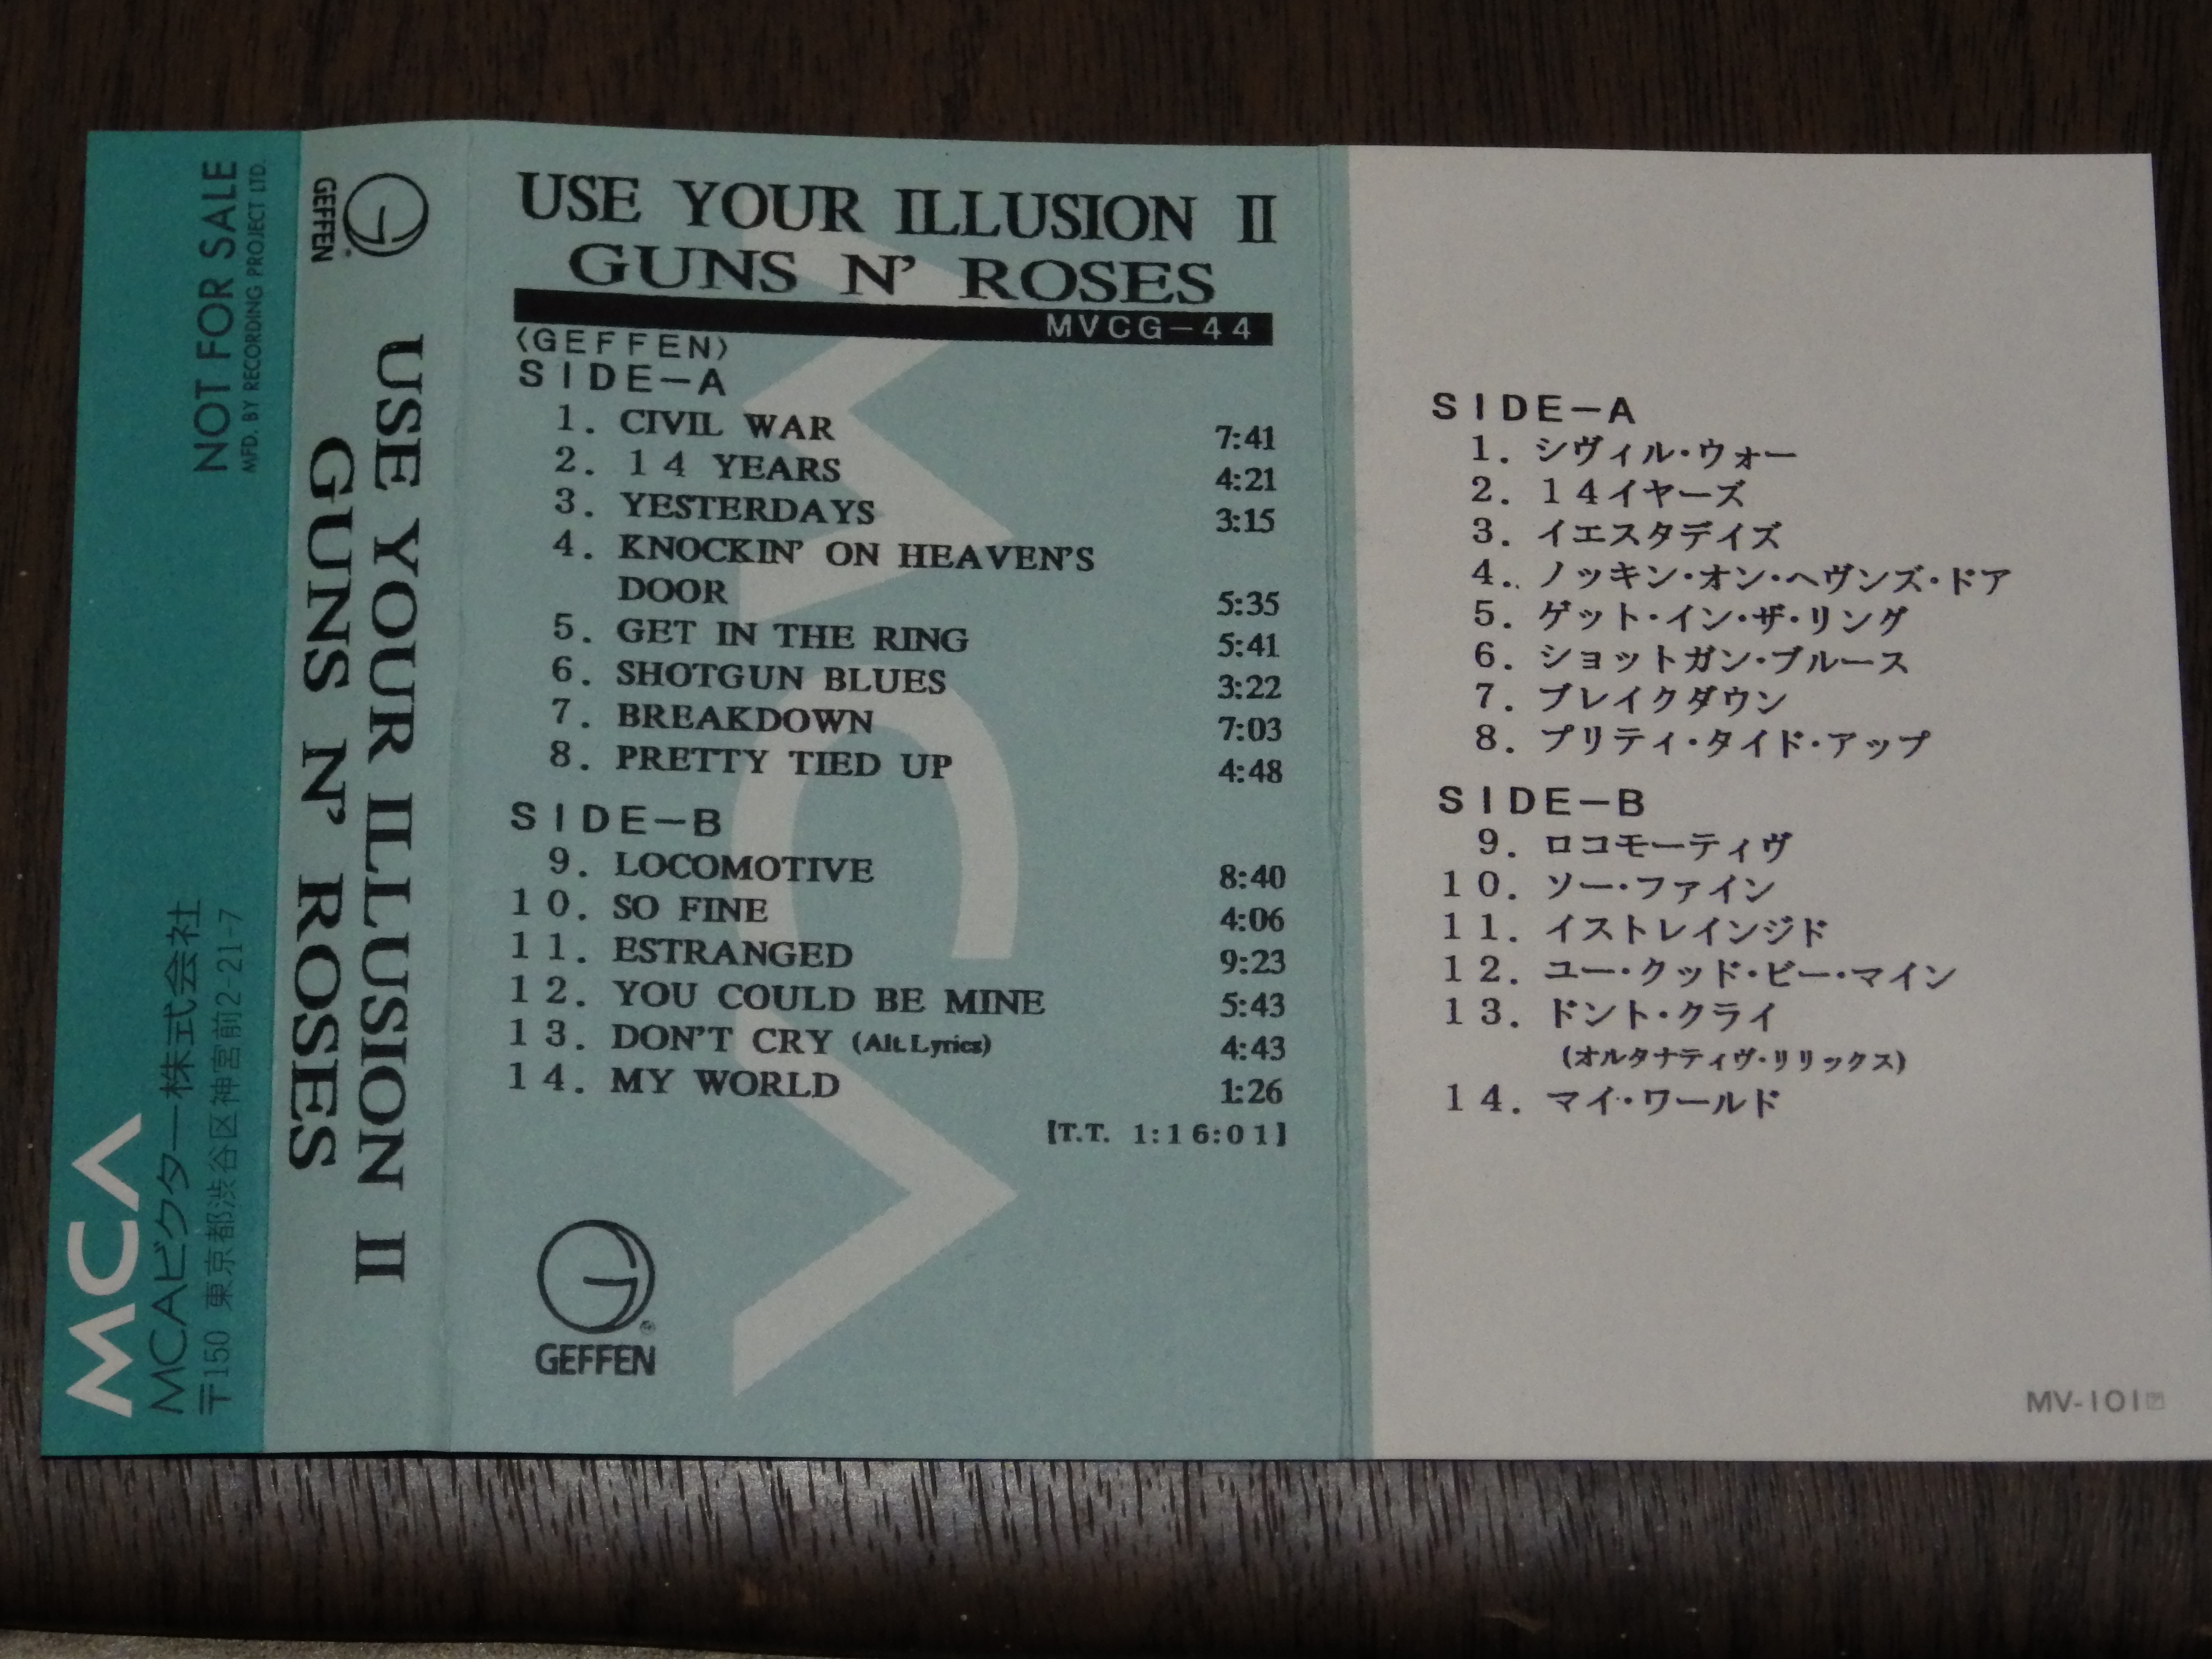 NOT FOR SALE
MFD. BY RECORDING PROJECT LTD.
MCA
MCAビクター株式会社
〒150 東京都渋谷区神宮前2-21-7
GEFFEN
USE YOUR ILLUSION II
GUNS N' ROSES
USE YOUR ILLUSION II
GUNS N' ROSES
MVCG-44
〈GEFFEN〉
SIDE-A
1. CIVIL WAR 7:41
2. 14 YEARS 4:21
3. YESTERDAYS 3:15
4. KNOCKIN' ON HEAVEN'S
DOOR 5:35
5. GET IN THE RING 5:41
6. SHOTGUN BLUES 3:22
7. BREAKDOWN 7:03
8. PRETTY TIED UP 4:48
SIDE-B
9. LOCOMOTIVE 8:40
10. SO FINE 4:06
11. ESTRANGED 9:23
12. YOU COULD BE MINE 5:43
13. DON'T CRY (Alt.Lyrics) 4:43
14. MY WORLD 1:26
[T.T. 1:16:01]
GEFFEN
MCA
SIDE-A
1. シヴィル・ウォー
2. 14イヤーズ
3. イエスタデイズ
4. ノッキン・オン・ヘヴンズ・ドア
5. ゲット・イン・ザ・リング
6. ショットガン・ブルース
7. ブレイクダウン
8. プリティ・タイド・アップ
SIDE-B
9. ロコモーティヴ
10. ソー・ファイン
11. イストレインジド
12. ユー・クッド・ビー・マイン
13. ドント・クライ
(オルタナティヴ・リリックス)
14. マイ・ワールド
MV-101